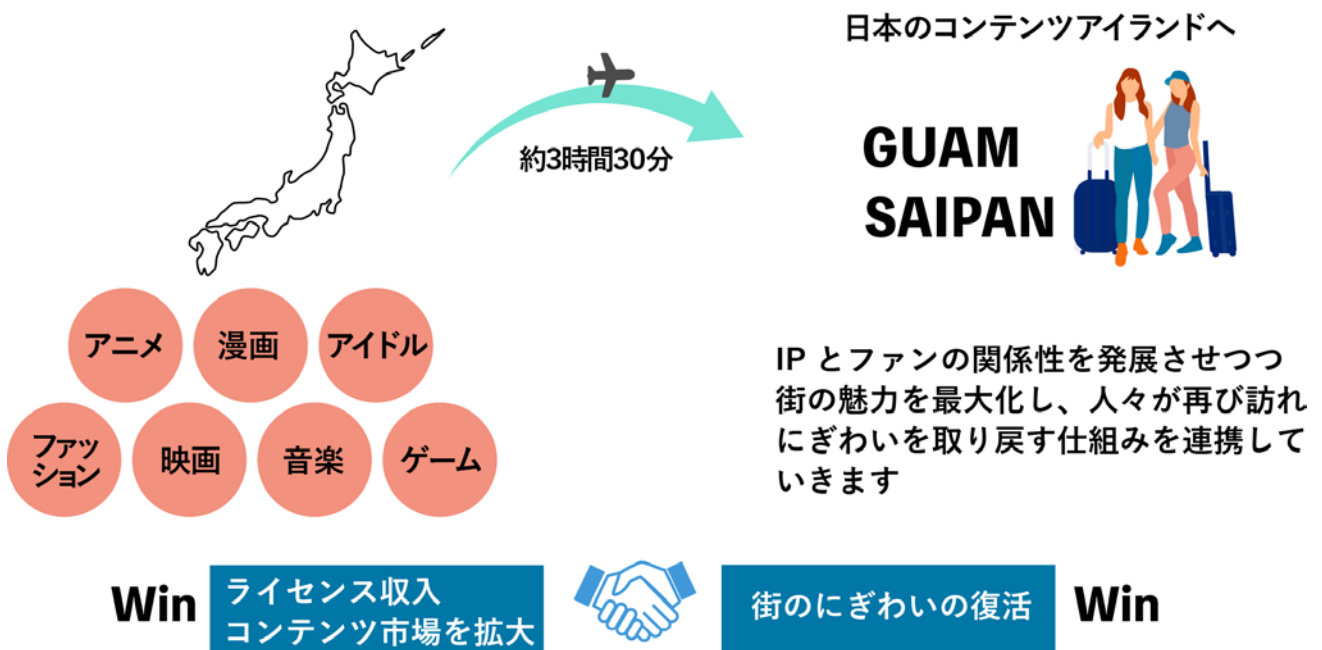 日本のコンテンツアイランドへ
約3時間30分
GUAM
SAIPAN
アニメ
漫画
アイドル
ファッ
ション
映画
音楽
ゲーム
IP とファンの関係性を発展させつつ
街の魅力を最大化し、人々が再び訪れ
にぎわいを取り戻す仕組みを連携して
いきます
Win
ライセンス収入
コンテンツ市場を拡大
街のにぎわいの復活
Win